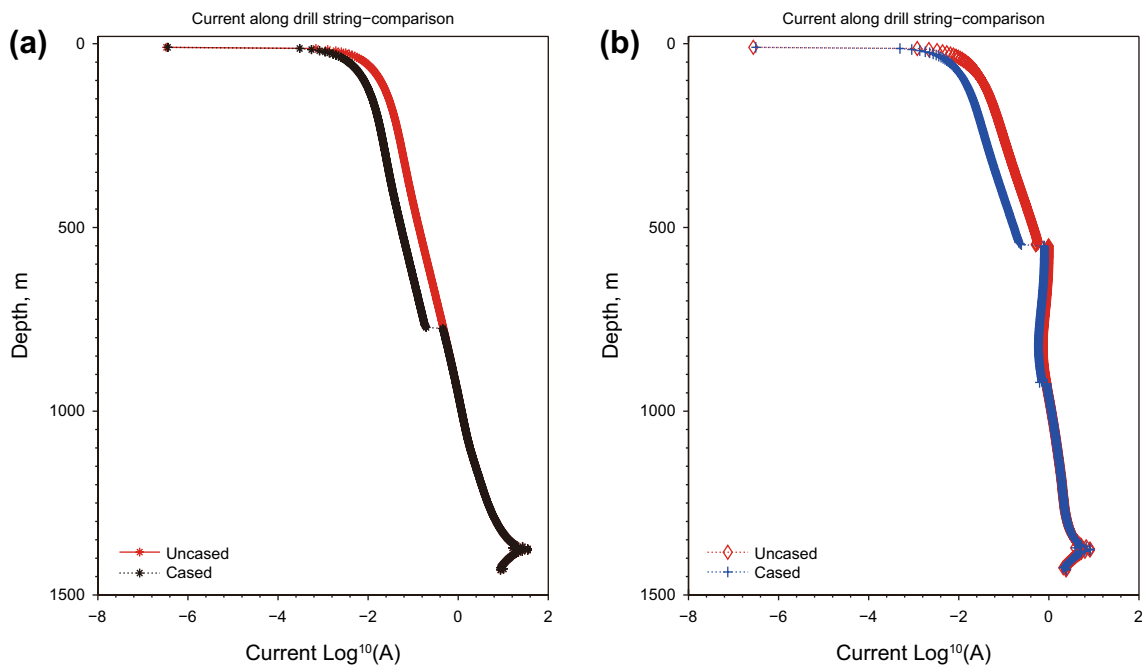 (a)
Current along drill string−comparison
0
500
1000
1500
Depth, m
Uncased
Cased
−8
−6
−4
−2
0
2
Current Log¹⁰(A)
(b)
Current along drill string−comparison
0
500
1000
1500
Depth, m
Uncased
Cased
−8
−6
−4
−2
0
2
Current Log¹⁰(A)